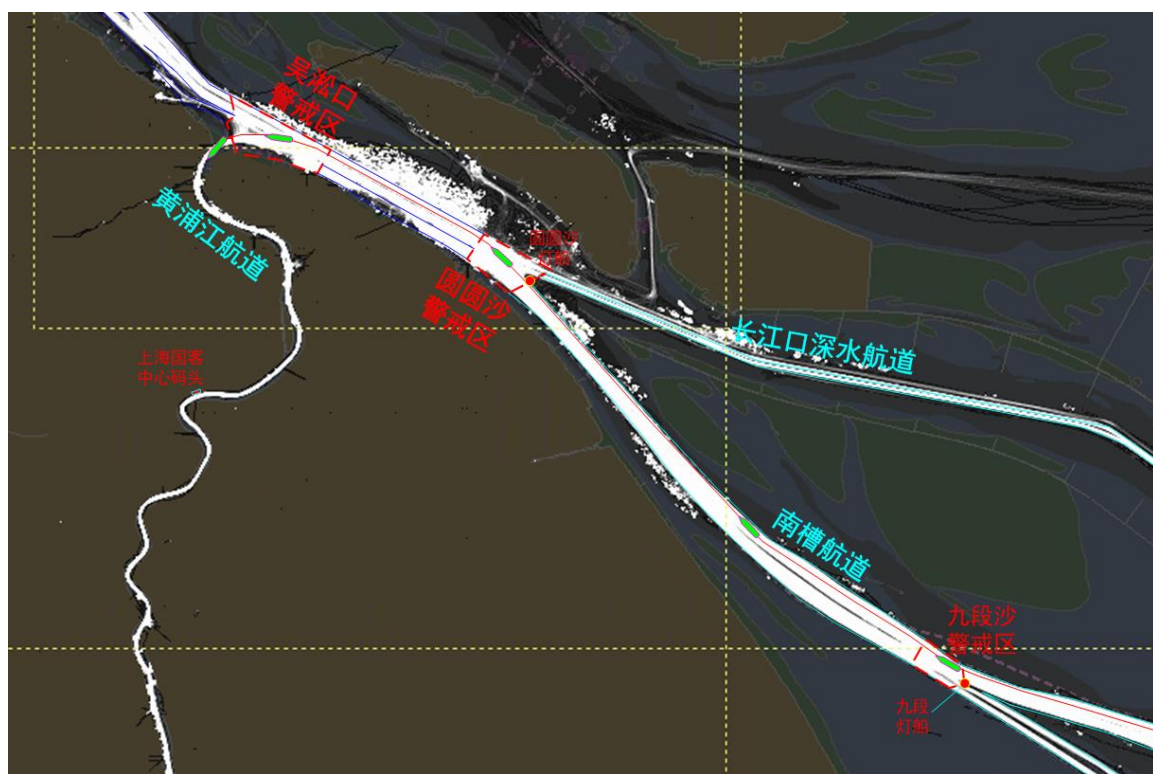 吴淞口
警戒区
黄浦江航道
圆圆沙
灯船
圆圆沙
警戒区
上海国客
中心码头
长江口深水航道
南槽航道
九段沙
警戒区
九段
灯船